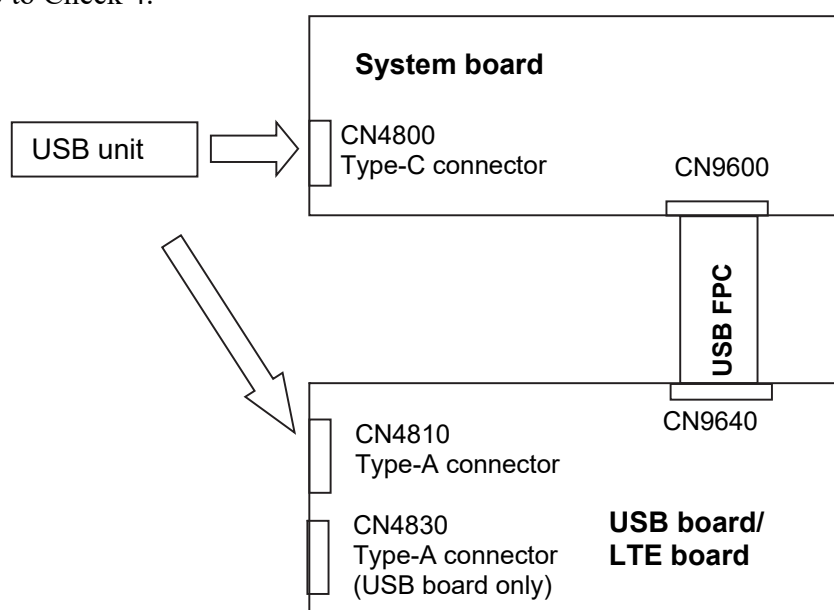 to Check 4.
System board
USB unit
CN4800
Type-C connector
CN9600
USB FPC
CN9640
CN4810
Type-A connector
CN4830
Type-A connector
(USB board only)
USB board/
LTE board